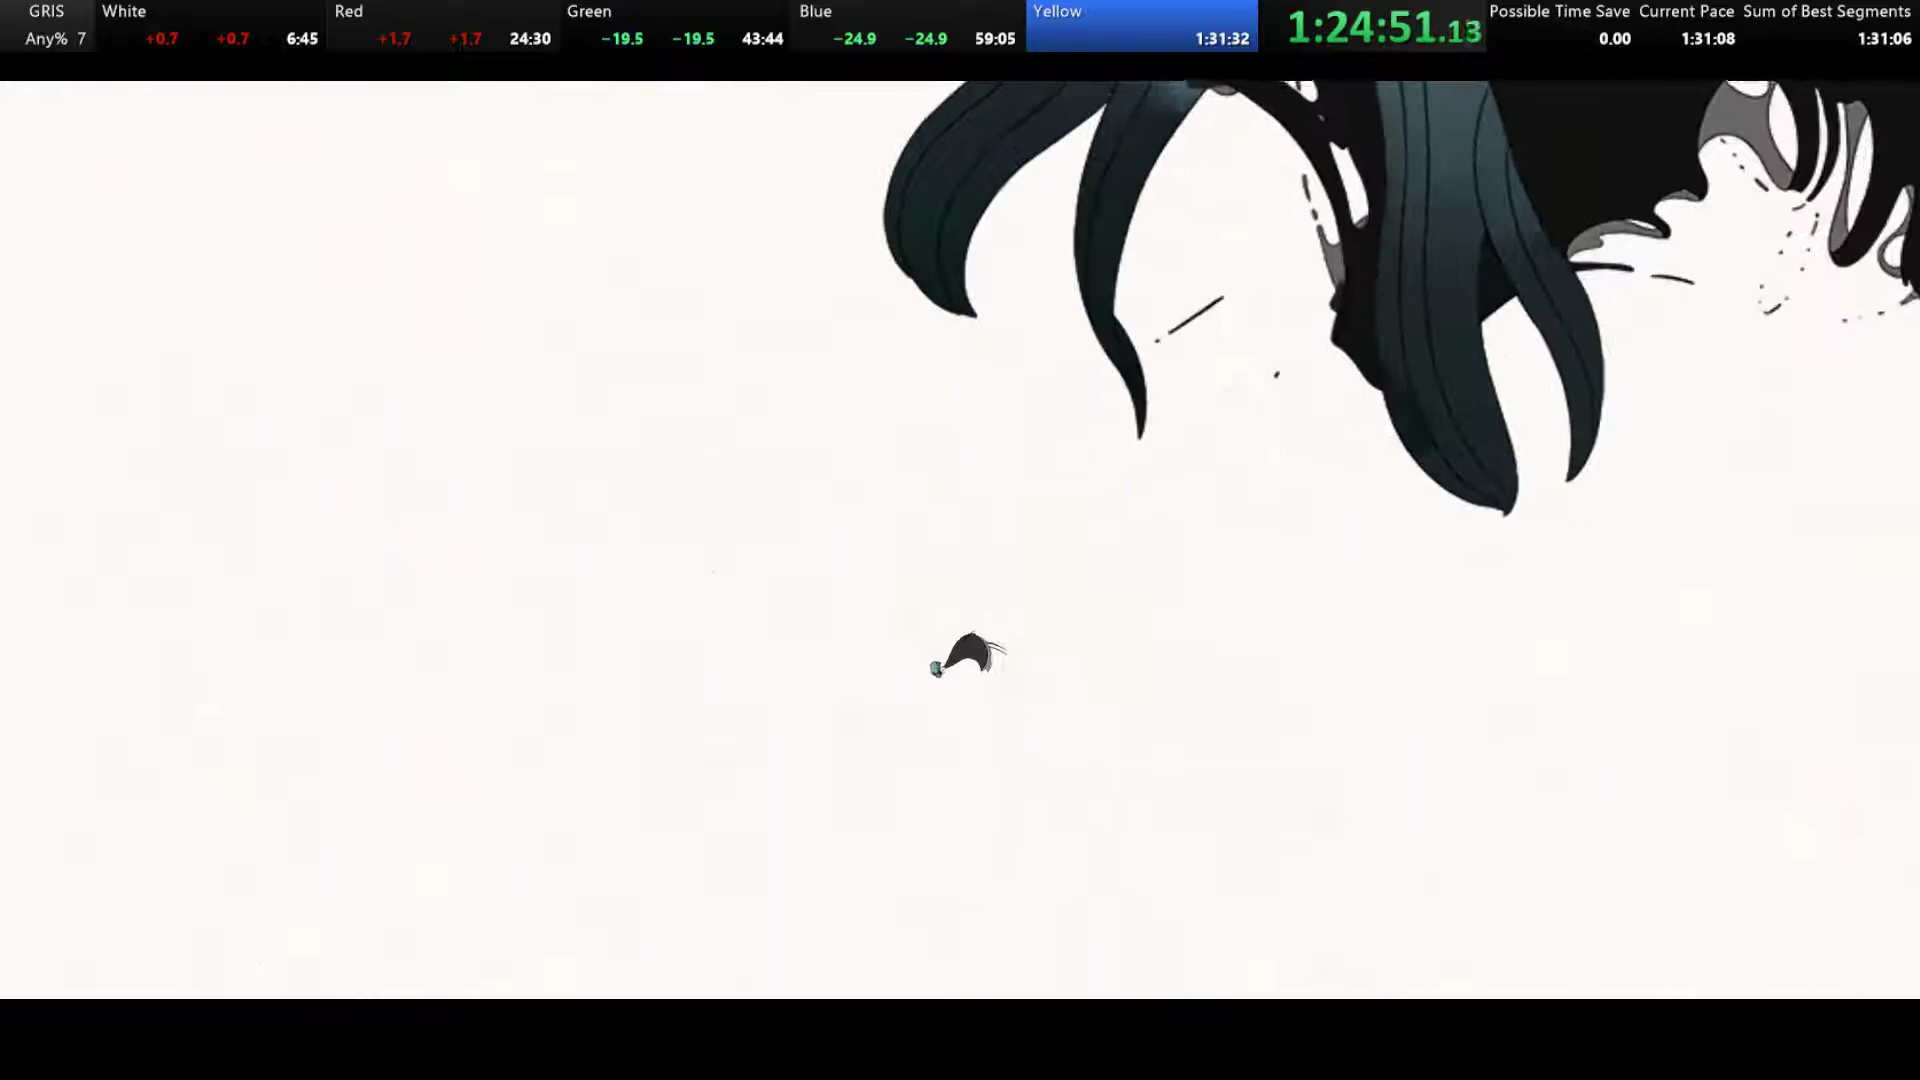 GRIS White Red Green Blue Yellow 1:24:51.13 Possible Time Save Current Pace Sum of Best Segments
Any% 7 +0.7 +0.7 6:45 +1.7 +1.7 24:30 −19.5 −19.5 43:44 −24.9 −24.9 59:05 1:31:32 0.00 1:31:08 1:31:06